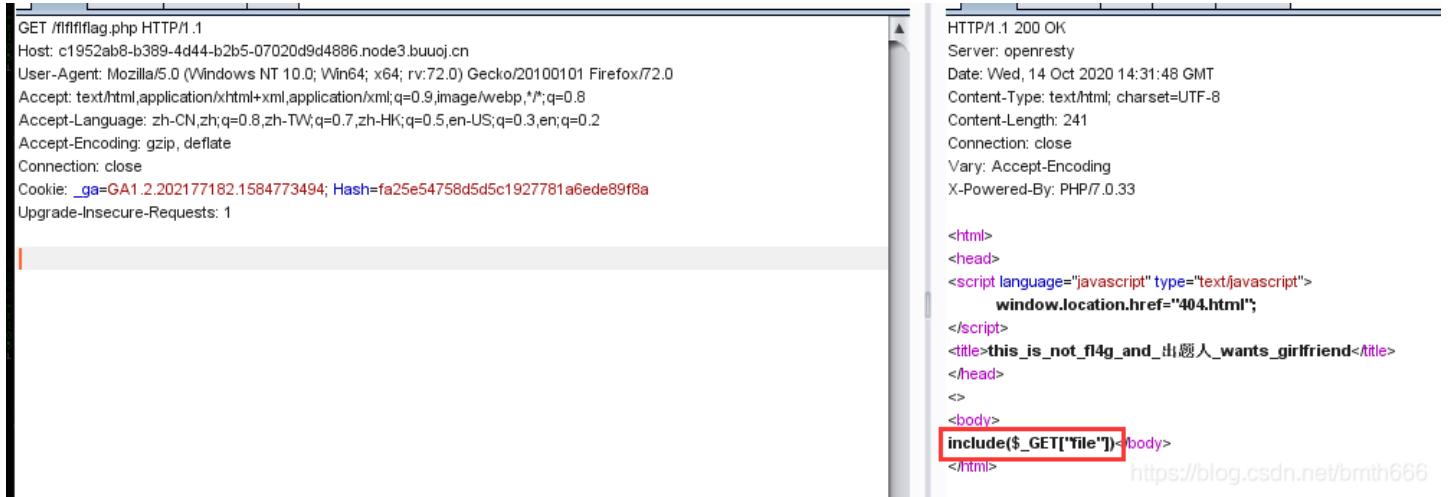 GET /flflflflag.php HTTP/1.1
Host: c1952ab8-b389-4d44-b2b5-07020d9d4886.node3.buuoj.cn
User-Agent: Mozilla/5.0 (Windows NT 10.0; Win64; x64; rv:72.0) Gecko/20100101 Firefox/72.0
Accept: text/html,application/xhtml+xml,application/xml;q=0.9,image/webp,*/*;q=0.8
Accept-Language: zh-CN,zh;q=0.8,zh-TW;q=0.7,zh-HK;q=0.5,en-US;q=0.3,en;q=0.2
Accept-Encoding: gzip, deflate
Connection: close
Cookie: _ga=GA1.2.202177182.1584773494; Hash=fa25e54758d5d5c1927781a6ede89f8a
Upgrade-Insecure-Requests: 1
HTTP/1.1 200 OK
Server: openresty
Date: Wed, 14 Oct 2020 14:31:48 GMT
Content-Type: text/html; charset=UTF-8
Content-Length: 241
Connection: close
Vary: Accept-Encoding
X-Powered-By: PHP/7.0.33
<html>
<head>
<script language="javascript" type="text/javascript">
window.location.href="404.html";
</script>
<title>this_is_not_fl4g_and_出题人_wants_girlfriend</title>
</head>
<>
<body>
include($_GET["file"])</body>
</html>
https://blog.csdn.net/bmth666